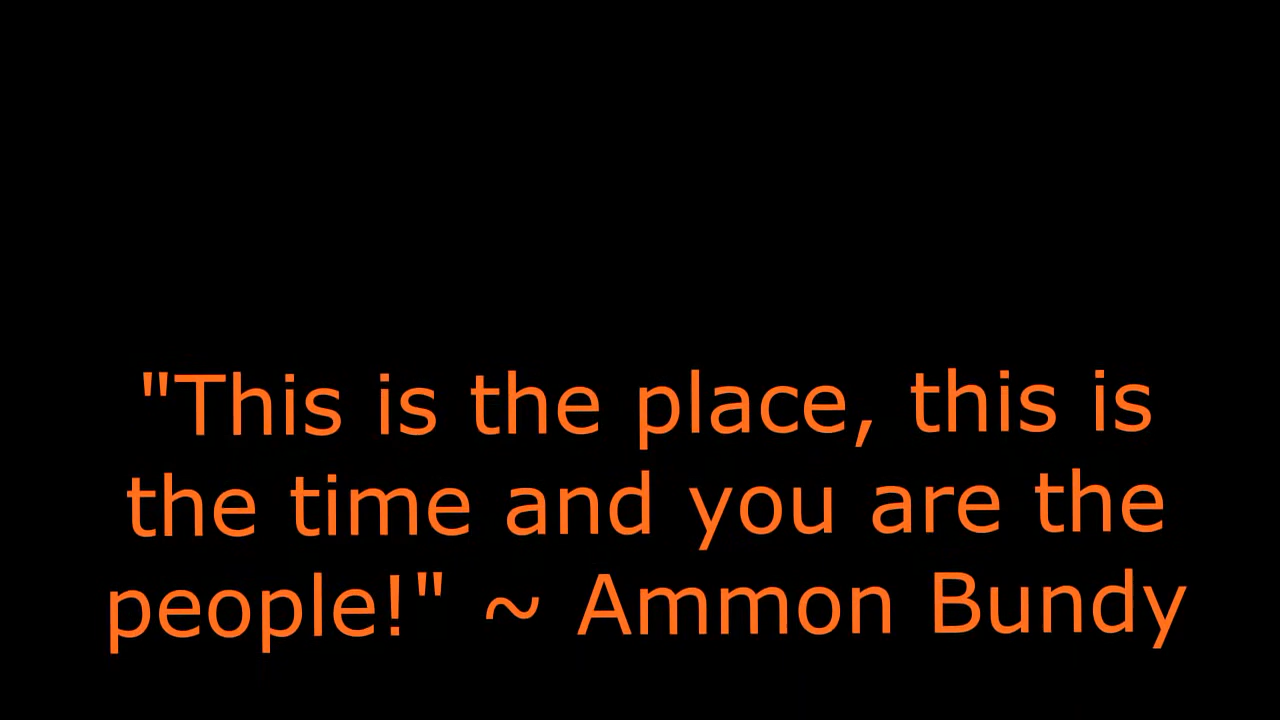 "This is the place, this is
the time and you are the
people!" ~ Ammon Bundy